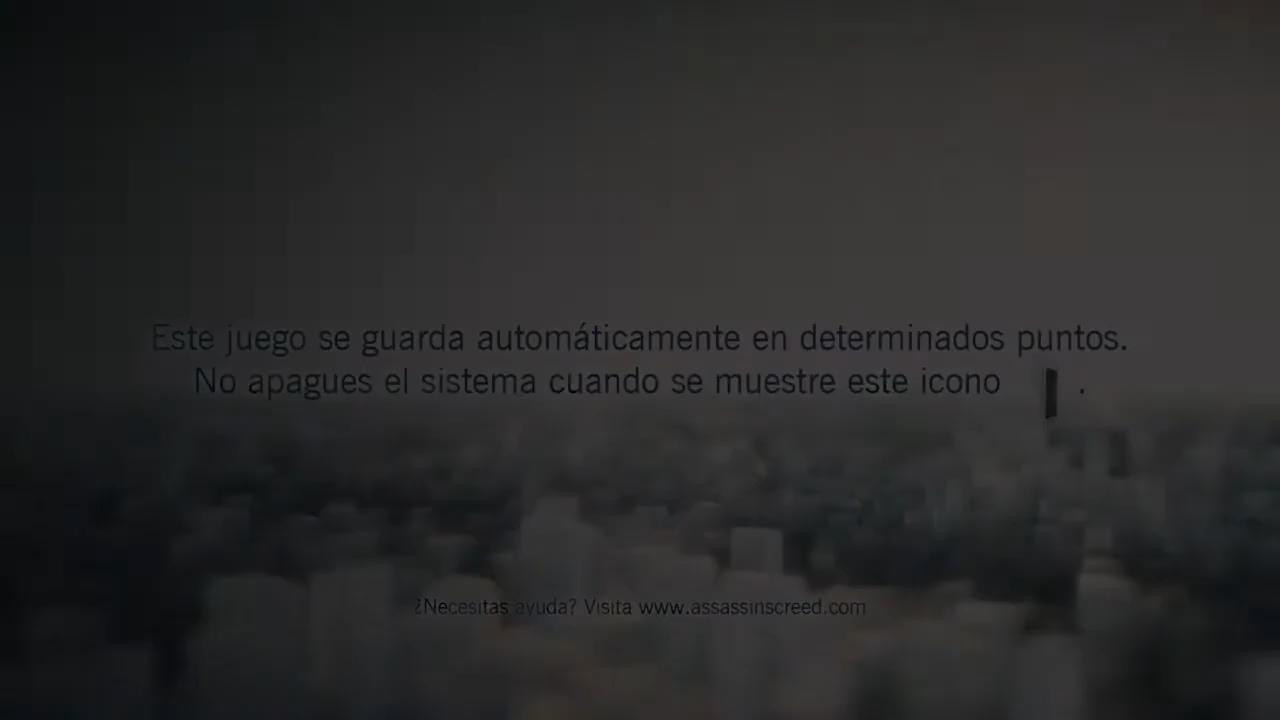 Este juego se guarda automáticamente en determinados puntos.
No apagues el sistema cuando se muestre este icono .
¿Necesitas ayuda? Visita www.assassinscreed.com